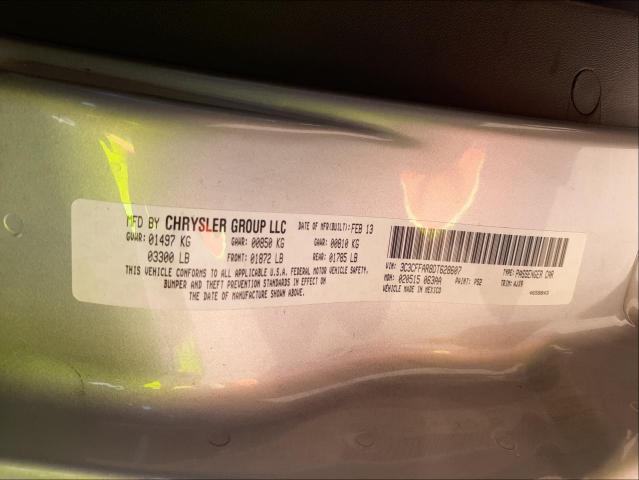 MFD BY CHRYSLER GROUP LLC DATE OF MFR(BUILT): FEB 13
GVWR: 01497 KG GAWR: 00850 KG GAWR: 00810 KG
03300 LB FRONT: 01872 LB REAR: 01785 LB
THIS VEHICLE CONFORMS TO ALL APPLICABLE U.S.A. FEDERAL MOTOR VEHICLE SAFETY,
BUMPER AND THEFT PREVENTION STANDARDS IN EFFECT ON
THE DATE OF MANUFACTURE SHOWN ABOVE.
VIN: 3C3CFFAR8DT628607 TYPE: PASSENGER CAR
MDH: 020515 063AA PAINT: PS2 TRIM: AJX9
VEHICLE MADE IN MEXICO